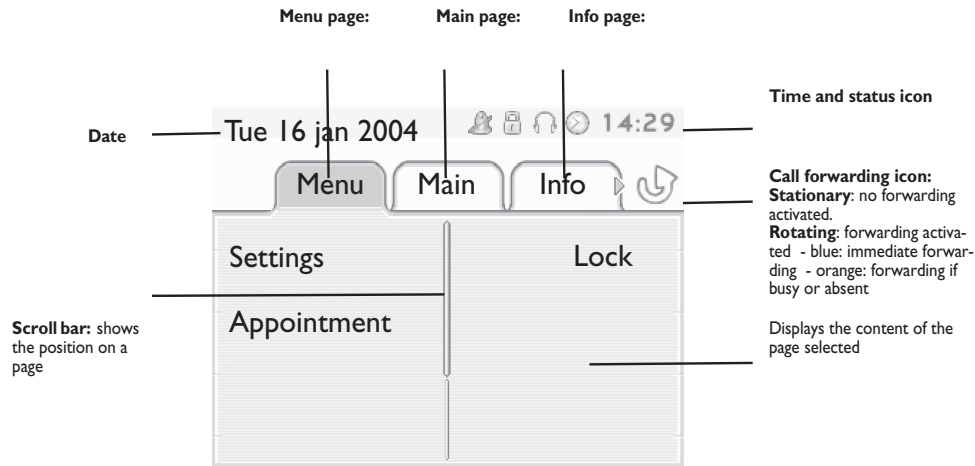 Menu page:
Main page:
Info page:
Time and status icon
Date
Tue 16 jan 2004
14:29
Menu
Main
Info
Call forwarding icon:
Stationary: no forwarding
activated.
Rotating: forwarding activa-
ted - blue: immediate forwar-
ding - orange: forwarding if
busy or absent
Settings
Lock
Appointment
Scroll bar: shows
the position on a
page
Displays the content of the
page selected